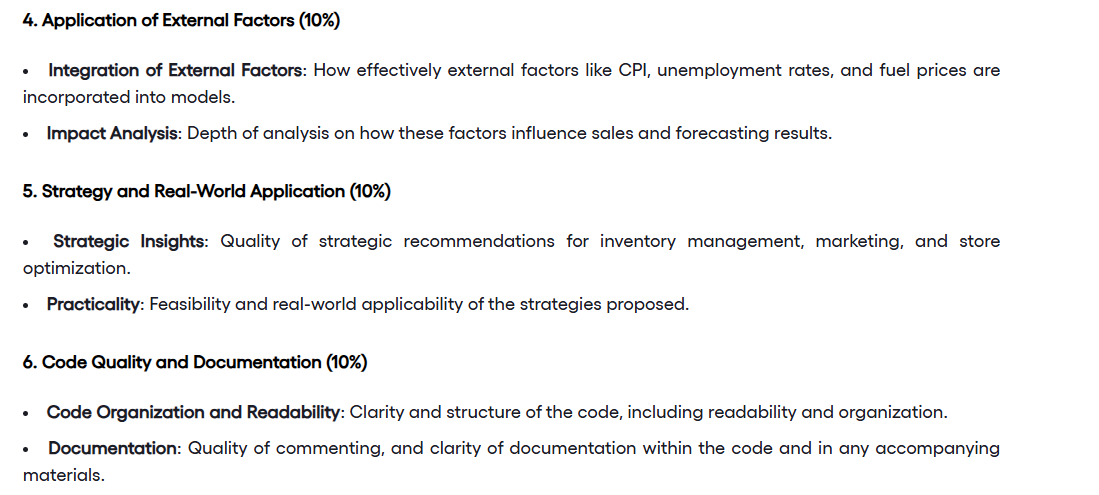 4. Application of External Factors (10%)
• Integration of External Factors: How effectively external factors like CPI, unemployment rates, and fuel prices are
incorporated into models.
• Impact Analysis: Depth of analysis on how these factors influence sales and forecasting results.
5. Strategy and Real-World Application (10%)
• Strategic Insights: Quality of strategic recommendations for inventory management, marketing, and store
optimization.
• Practicality: Feasibility and real-world applicability of the strategies proposed.
6. Code Quality and Documentation (10%)
• Code Organization and Readability: Clarity and structure of the code, including readability and organization.
• Documentation: Quality of commenting, and clarity of documentation within the code and in any accompanying
materials.